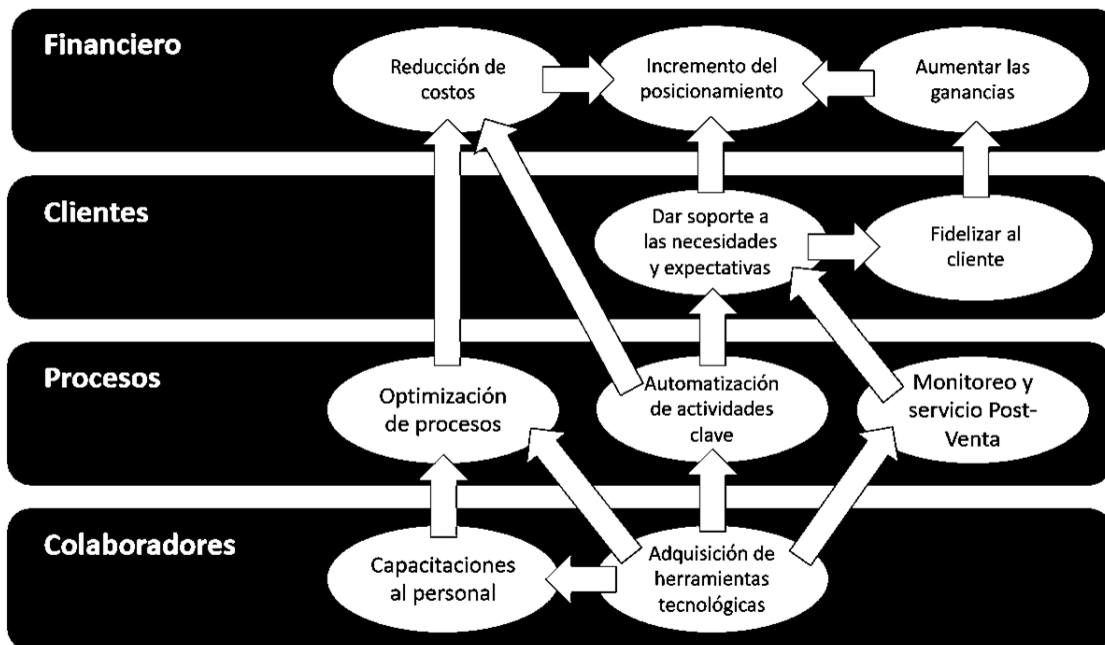 Financiero
Reducción de
costos
Incremento del
posicionamiento
Aumentar las
ganancias
Clientes
Dar soporte a
las necesidades
y expectativas
Fidelizar al
cliente
Procesos
Optimización
de procesos
Automatización
de actividades
clave
Monitoreo y
servicio Post-
Venta
Colaboradores
Capacitaciones
al personal
Adquisición de
herramientas
tecnológicas